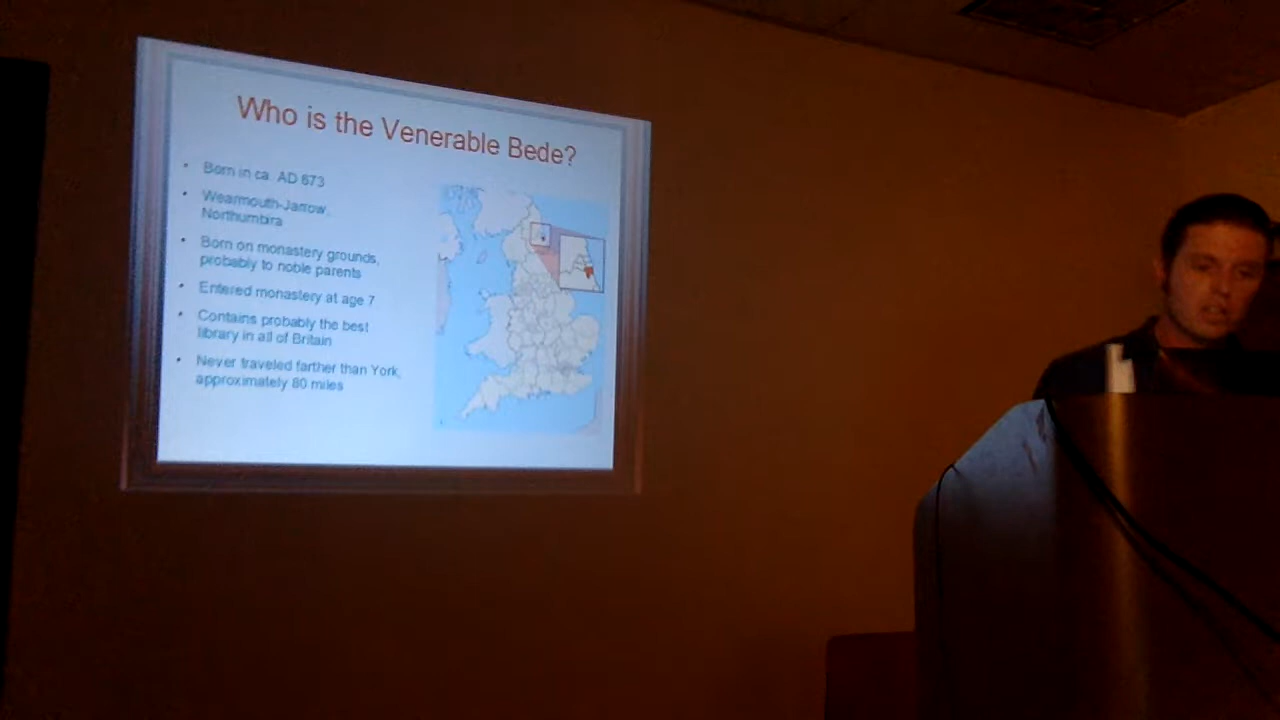 Who is the Venerable Bede?
• Born in ca. AD 673
• Wearmouth-Jarrow,
Northumbira
• Born on monastery grounds,
probably to noble parents
• Entered monastery at age 7
• Contains probably the best
library in all of Britain
• Never traveled farther than York,
approximately 80 miles